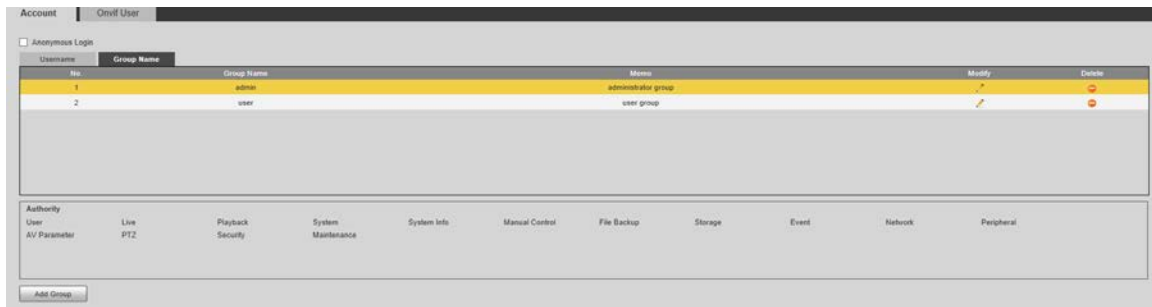 Account Onvif User
Anonymous Login
Username Group Name
No. Group Name Memo Modify Delete
1 admin administrator group
2 user user group
Authority
User Live Playback System System Info Manual Control File Backup Storage Event Network Peripheral
AV Parameter PTZ Security Maintenance
Add Group